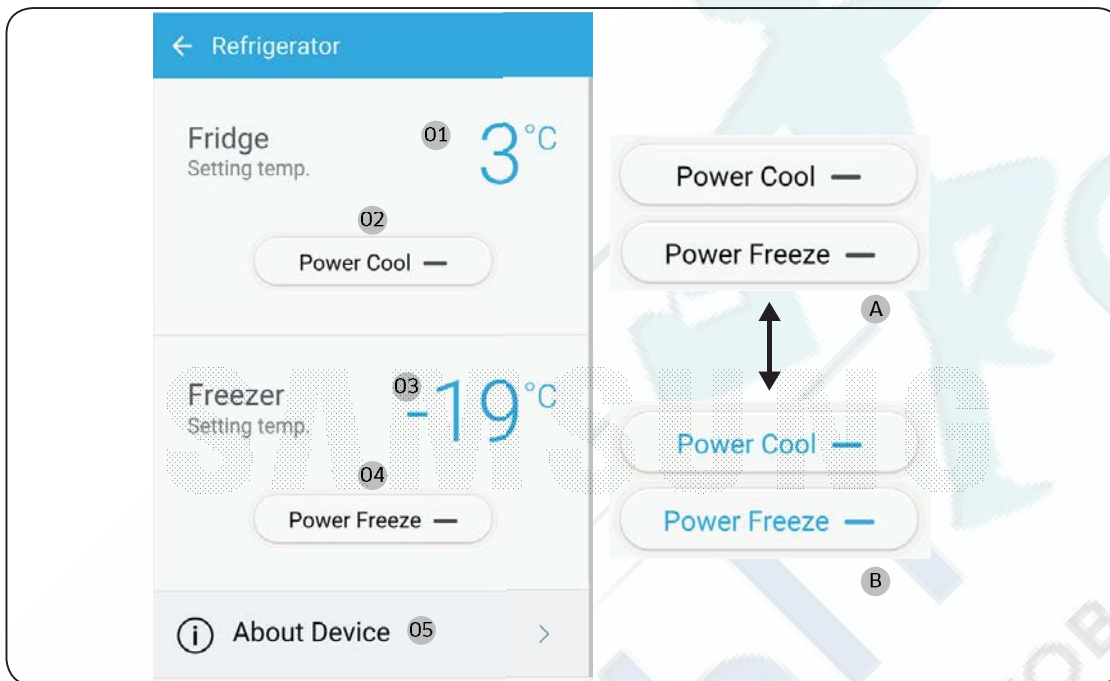 ← Refrigerator
Fridge 01 3°C
Setting temp.
02
Power Cool —
Freezer 03 -19°C
Setting temp.
04
Power Freeze —
About Device 05 >
Power Cool —
Power Freeze —
A
Power Cool —
Power Freeze —
B
SAMSUNG